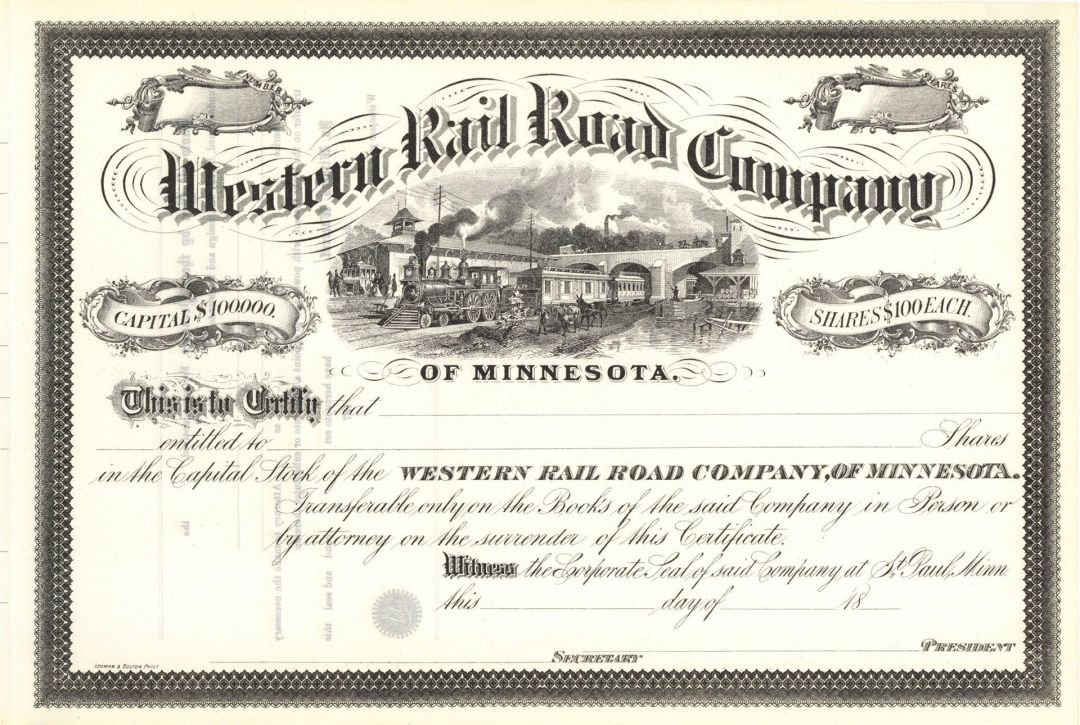 NUMBER
SHARES
Western Rail Road Company
CAPITAL $100.000.
SHARES $100 EACH.
OF MINNESOTA.
This is to Certify that
entitled to Shares
in the Capital Stock of the WESTERN RAIL ROAD COMPANY, OF MINNESOTA.
Transferable only on the Books of the said Company in Person or
by attorney on the surrender of this Certificate.
Witness the Corporate Seal of said Company at St. Paul, Minn.
this day of 18
SECRETARY
PRESIDENT
LEHMAN & BOLTON, PHILA